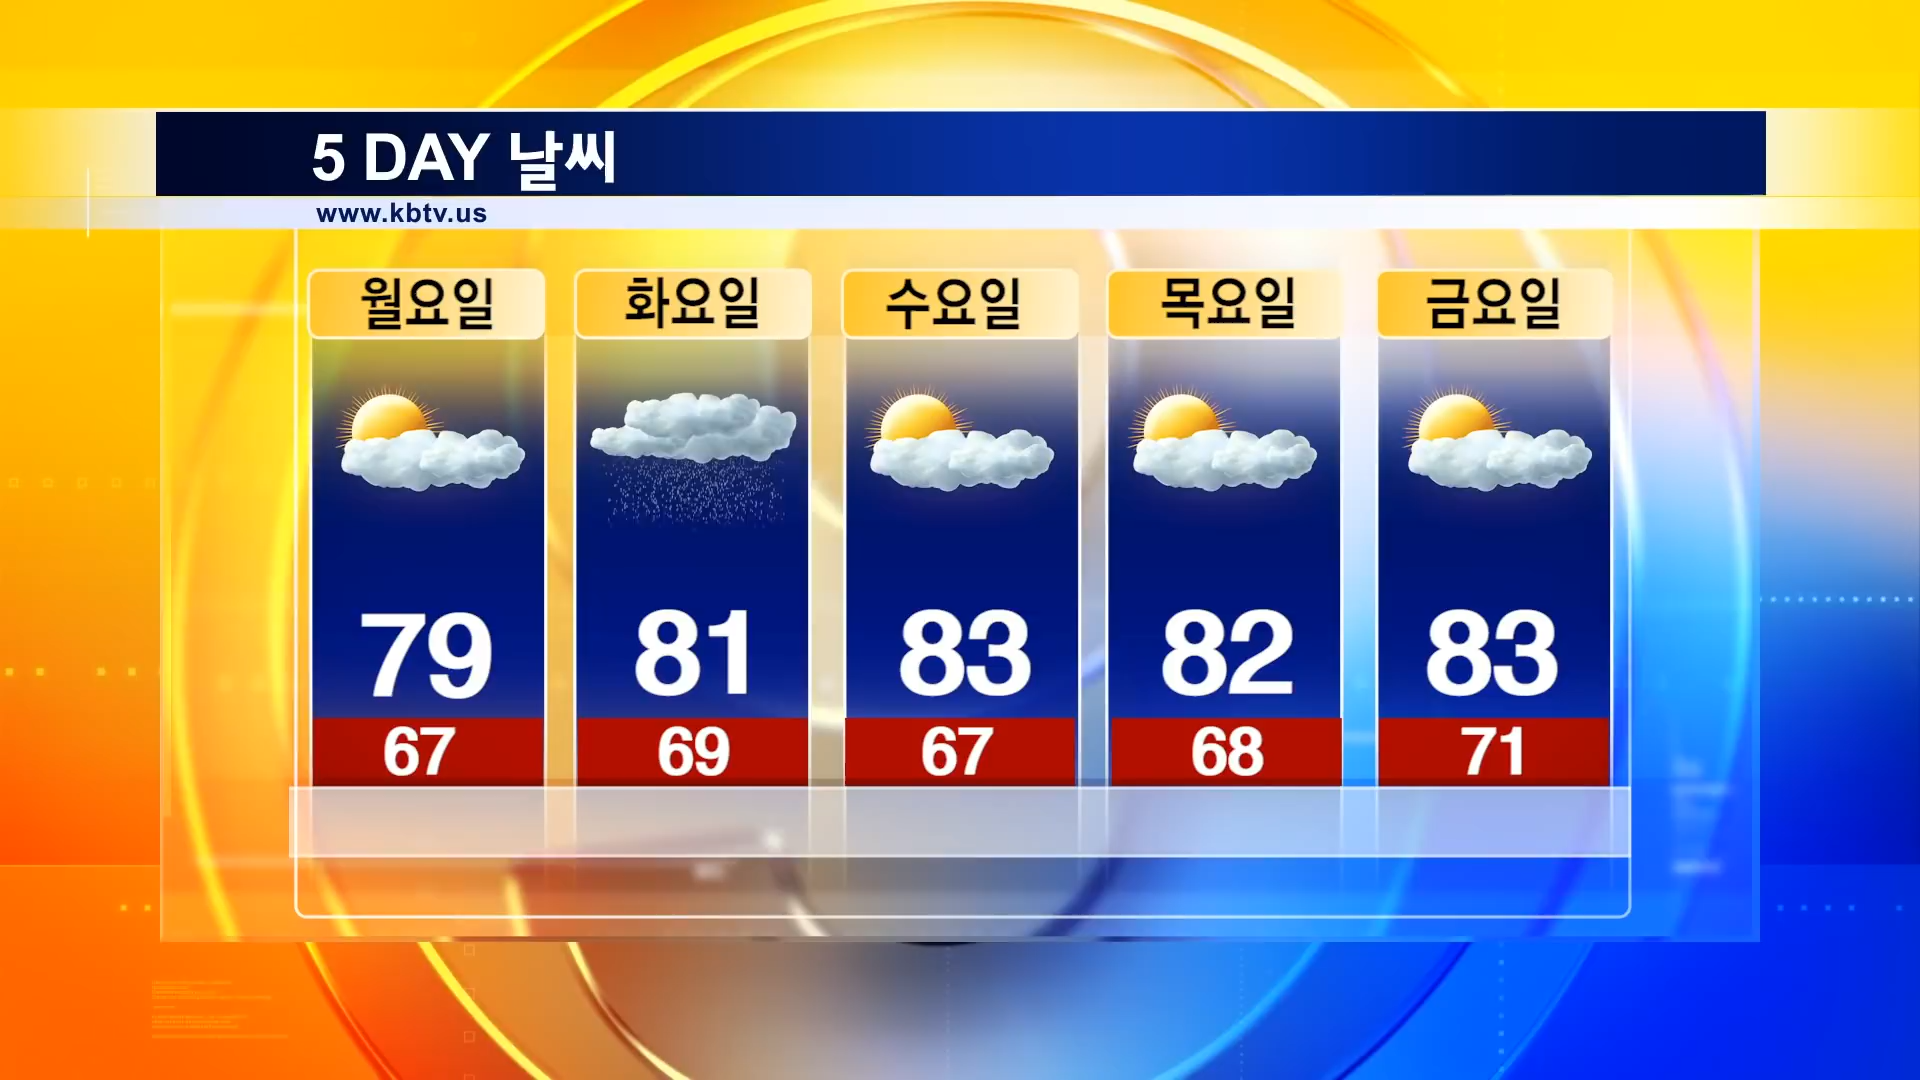 5 DAY 날씨
www.kbtv.us
월요일 화요일 수요일 목요일 금요일
79 81 83 82 83
67 69 67 68 71